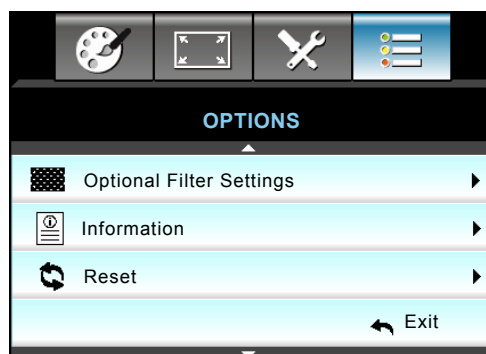 OPTIONS
Optional Filter Settings
Information
Reset
Exit